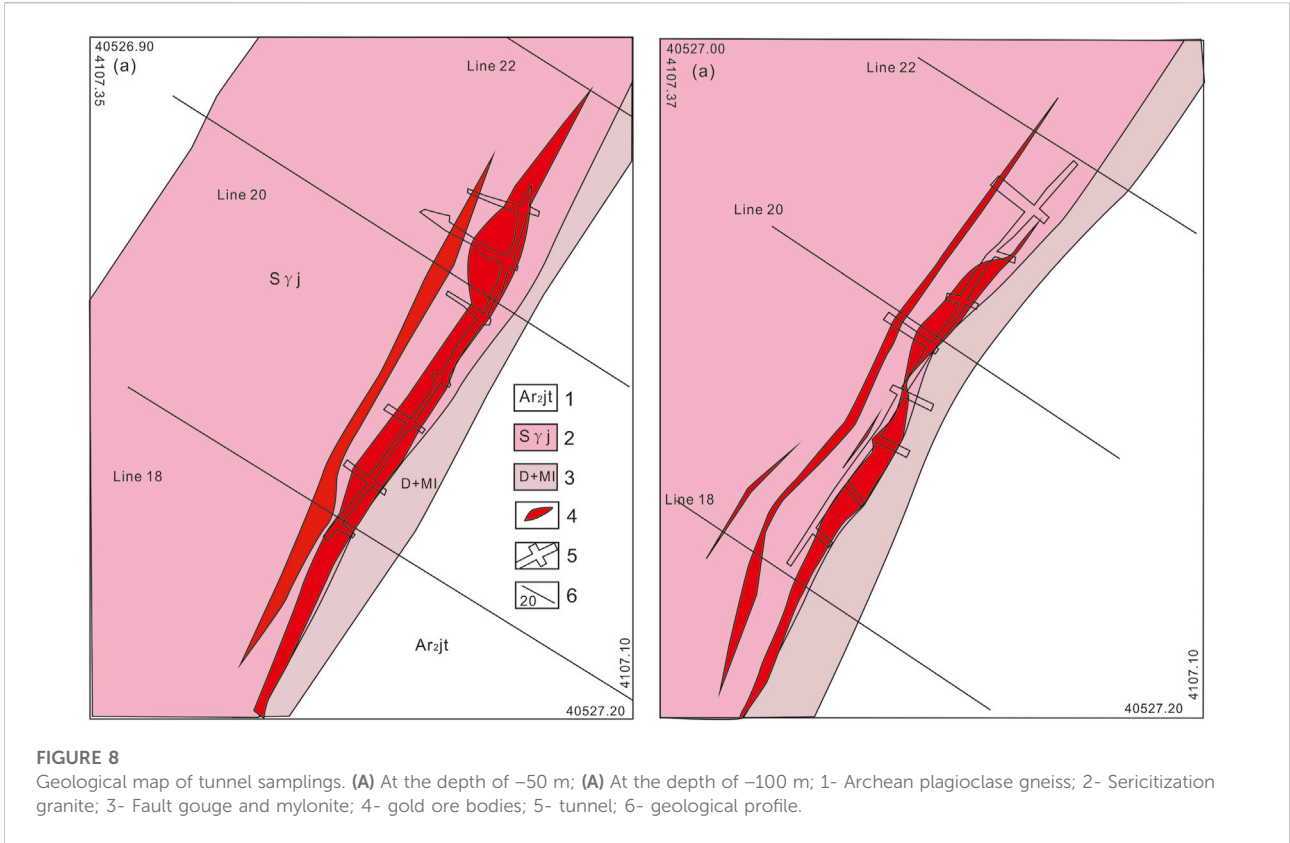 40526.90
4107.35
(a)
Line 22
Line 20
Sγj
Line 18
D+MI
Ar₂jt
4107.10
40527.20
Ar₂jt 1
Sγj 2
D+MI 3
4
5
20 6
40527.00
4107.37
(a)
Line 22
Line 20
Line 18
4107.10
40527.20
FIGURE 8
Geological map of tunnel samplings. (A) At the depth of –50 m; (A) At the depth of –100 m; 1- Archean plagioclase gneiss; 2- Sericitization
granite; 3- Fault gouge and mylonite; 4- gold ore bodies; 5- tunnel; 6- geological profile.